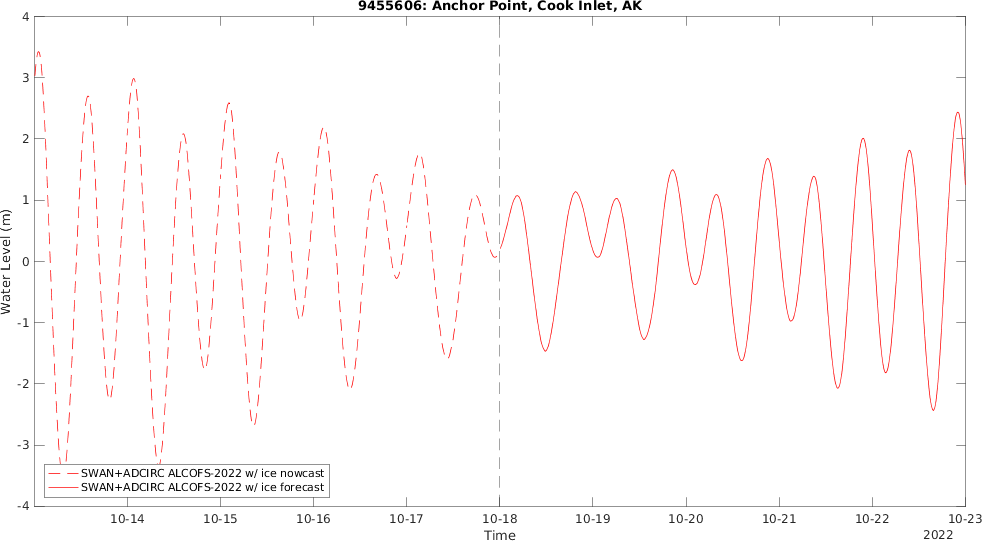 9455606: Anchor Point, Cook Inlet, AK
4
3
2
1
0
-1
-2
-3
-4
Water Level (m)
SWAN+ADCIRC ALCOFS-2022 w/ ice nowcast
SWAN+ADCIRC ALCOFS-2022 w/ ice forecast
10-14 10-15 10-16 10-17 10-18 10-19 10-20 10-21 10-22 10-23
Time
2022